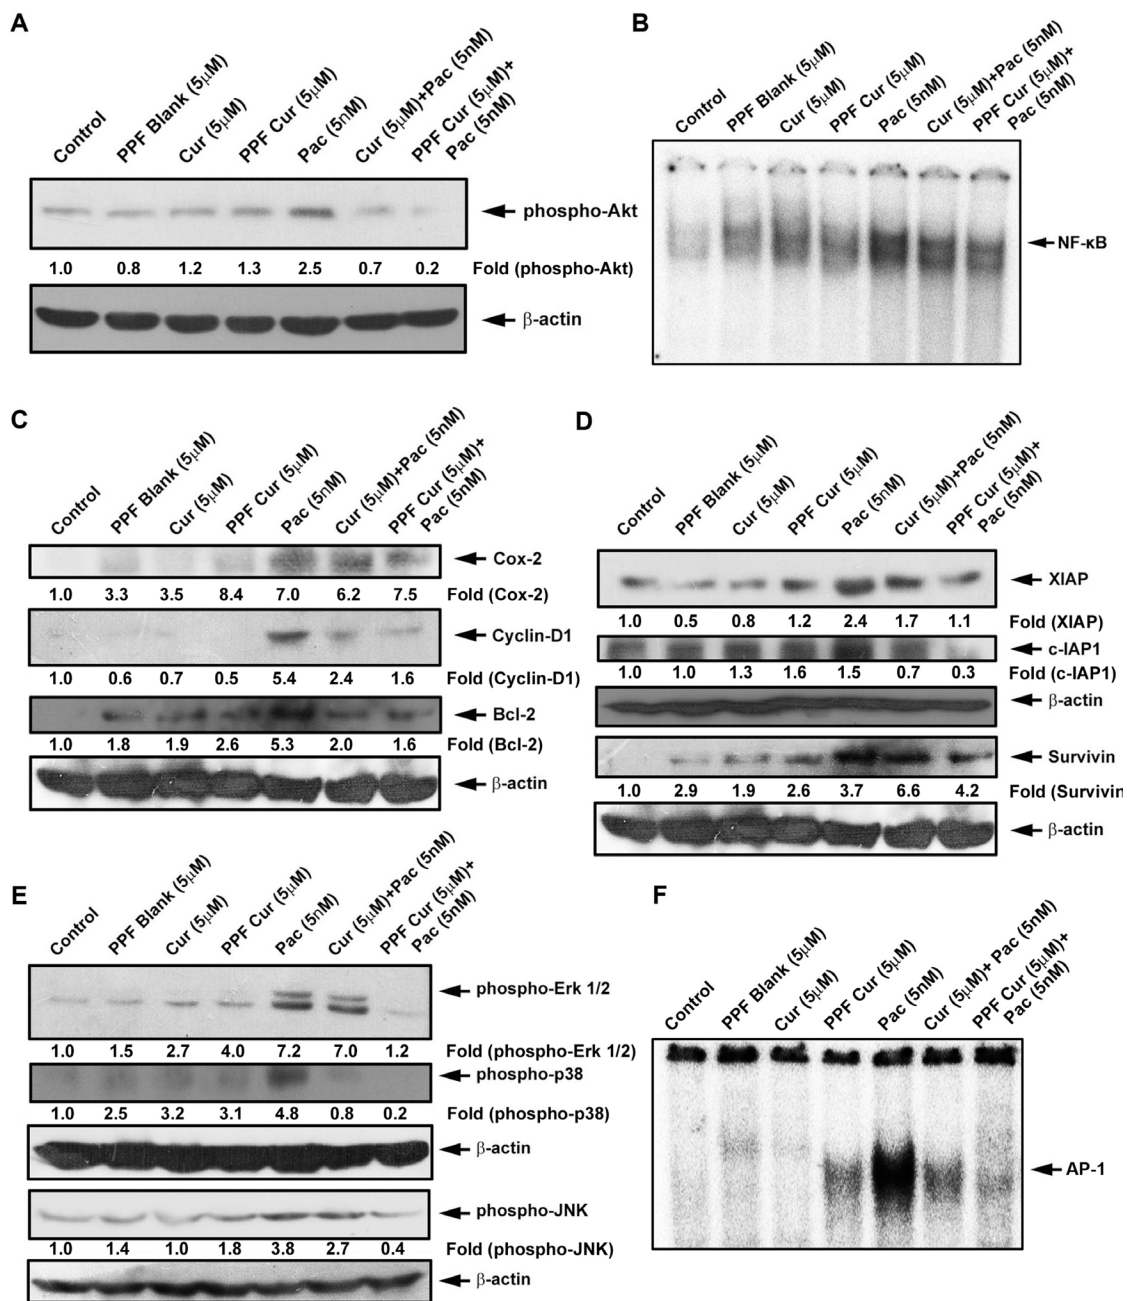 A
Control
PPF Blank (5μM)
Cur (5μM)
PPF Cur (5μM)
Pac (5nM)
Cur (5μM)+Pac (5nM)
PPF Cur (5μM)+
Pac (5nM)
phospho-Akt
1.0 0.8 1.2 1.3 2.5 0.7 0.2 Fold (phospho-Akt)
β-actin
B
Control
PPF Blank (5μM)
Cur (5μM)
PPF Cur (5μM)
Pac (5nM)
Cur (5μM)+Pac (5nM)
PPF Cur (5μM)+
Pac (5nM)
NF-κB
C
Control
PPF Blank (5μM)
Cur (5μM)
PPF Cur (5μM)
Pac (5nM)
Cur (5μM)+Pac (5nM)
PPF Cur (5μM)+
Pac (5nM)
Cox-2
1.0 3.3 3.5 8.4 7.0 6.2 7.5 Fold (Cox-2)
Cyclin-D1
1.0 0.6 0.7 0.5 5.4 2.4 1.6 Fold (Cyclin-D1)
Bcl-2
1.0 1.8 1.9 2.6 5.3 2.0 1.6 Fold (Bcl-2)
β-actin
D
Control
PPF Blank (5μM)
Cur (5μM)
PPF Cur (5μM)
Pac (5nM)
Cur (5μM)+Pac (5nM)
PPF Cur (5μM)+
Pac (5nM)
XIAP
1.0 0.5 0.8 1.2 2.4 1.7 1.1 Fold (XIAP)
c-IAP1
1.0 1.0 1.3 1.6 1.5 0.7 0.3 Fold (c-IAP1)
β-actin
Survivin
1.0 2.9 1.9 2.6 3.7 6.6 4.2 Fold (Survivin
β-actin
E
Control
PPF Blank (5μM)
Cur (5μM)
PPF Cur (5μM)
Pac (5nM)
Cur (5μM)+Pac (5nM)
PPF Cur (5μM)+
Pac (5nM)
phospho-Erk 1/2
1.0 1.5 2.7 4.0 7.2 7.0 1.2 Fold (phospho-Erk 1/2)
phospho-p38
1.0 2.5 3.2 3.1 4.8 0.8 0.2 Fold (phospho-p38)
β-actin
phospho-JNK
1.0 1.4 1.0 1.8 3.8 2.7 0.4 Fold (phospho-JNK)
β-actin
F
Control
PPF Blank (5μM)
Cur (5μM)
PPF Cur (5μM)
Pac (5nM)
Cur (5μM)+ Pac (5nM)
PPF Cur (5μM)+
Pac (5nM)
AP-1